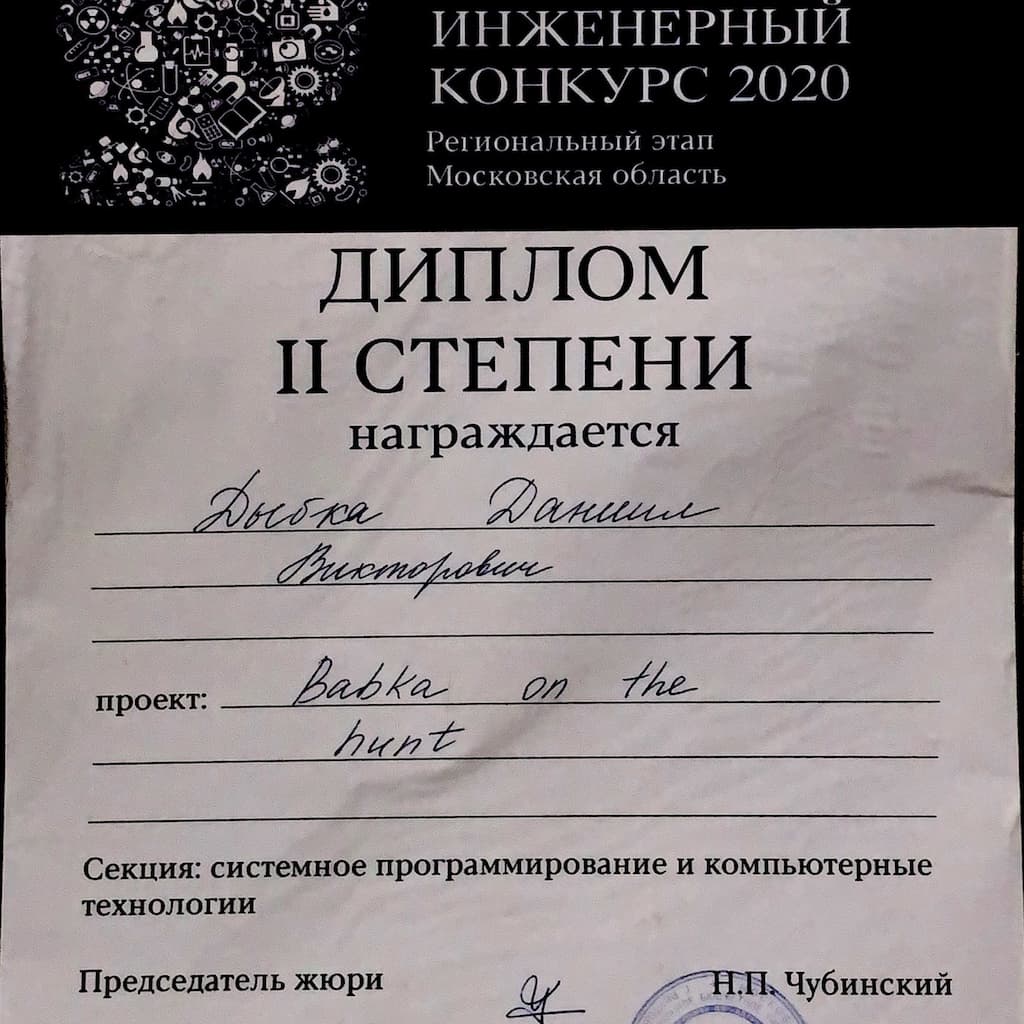 ИНЖЕНЕРНЫЙ
КОНКУРС 2020
Региональный этап
Московская область
ДИПЛОМ
II СТЕПЕНИ
награждается
Дыбка Даниил
Викторович
проект: Babka on the
hunt
Секция: системное программирование и компьютерные
технологии
Председатель жюри
Н.П. Чубинский